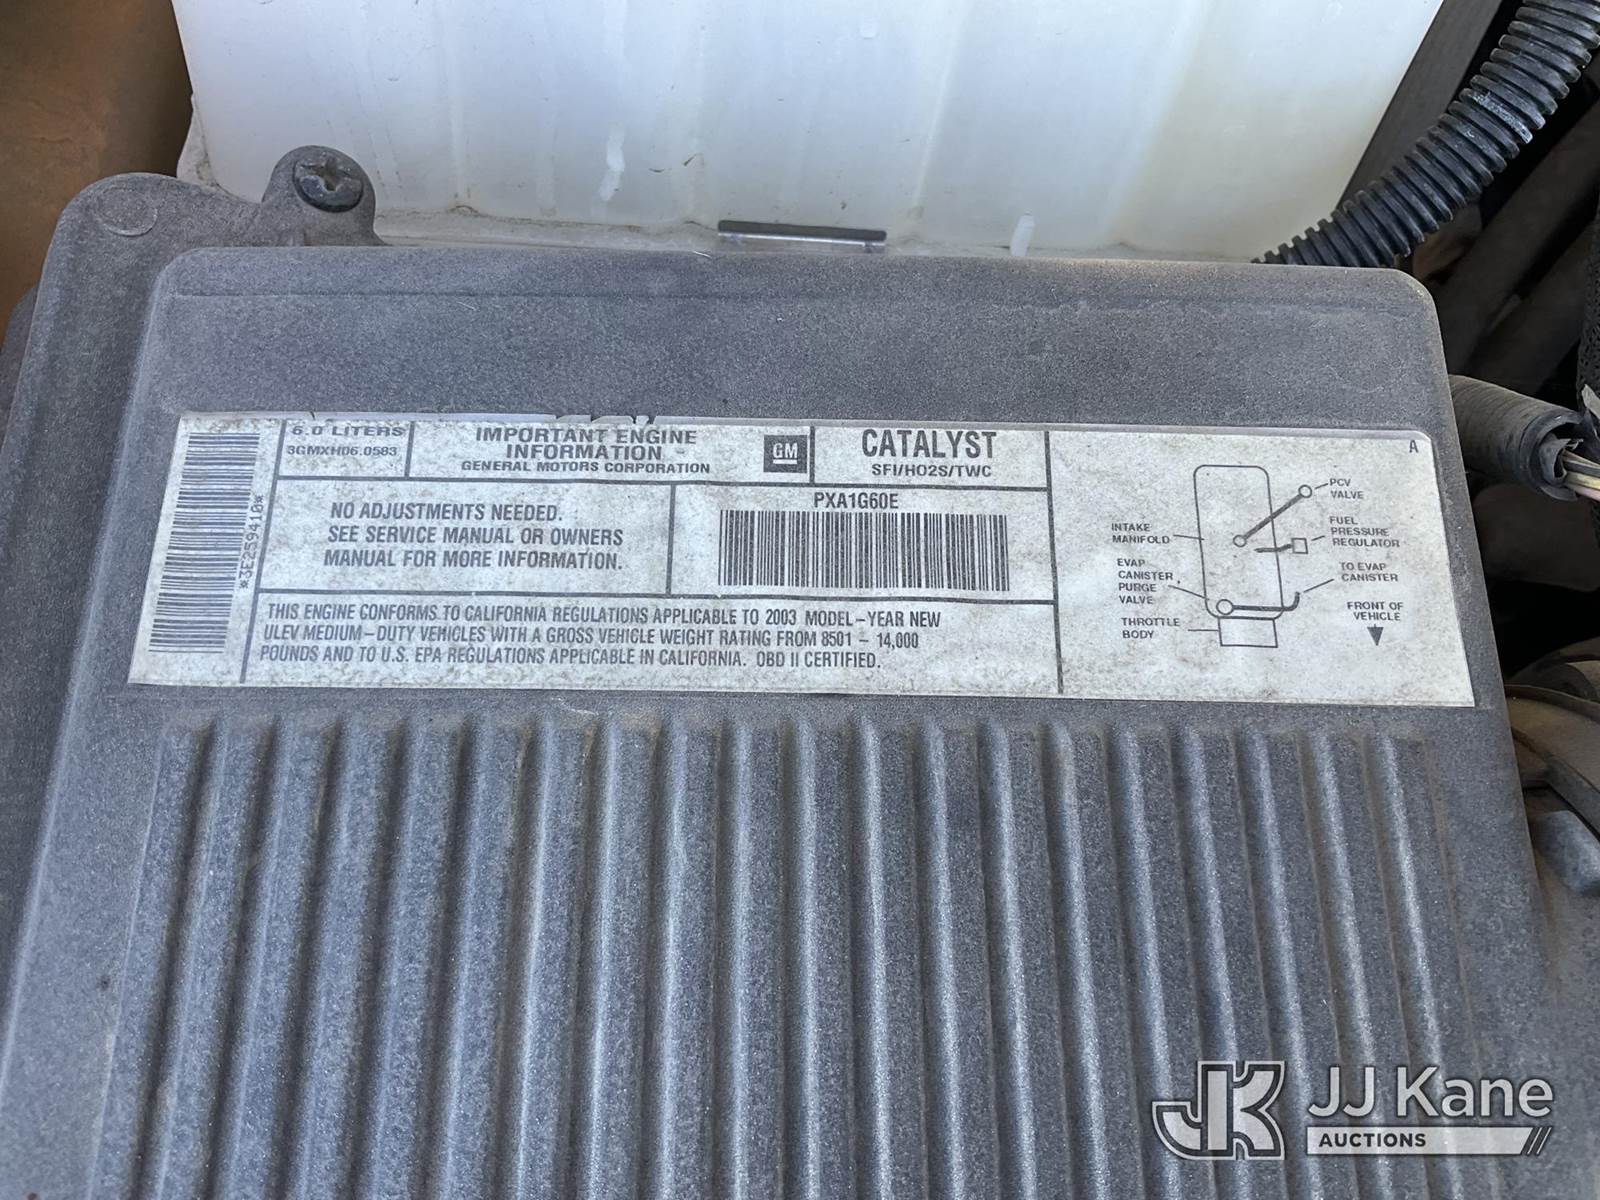 *3E259410*
6.0 LITERS
3GMXH06.0583
IMPORTANT ENGINE
INFORMATION
GENERAL MOTORS CORPORATION
GM
CATALYST
SFI/HO2S/TWC
NO ADJUSTMENTS NEEDED.
SEE SERVICE MANUAL OR OWNERS
MANUAL FOR MORE INFORMATION.
PXA1G60E
THIS ENGINE CONFORMS TO CALIFORNIA REGULATIONS APPLICABLE TO 2003 MODEL-YEAR NEW
ULEV MEDIUM-DUTY VEHICLES WITH A GROSS VEHICLE WEIGHT RATING FROM 8501 - 14,000
POUNDS AND TO U.S. EPA REGULATIONS APPLICABLE IN CALIFORNIA. OBD II CERTIFIED.
A
PCV
VALVE
INTAKE
MANIFOLD
FUEL
PRESSURE
REGULATOR
EVAP
CANISTER
PURGE
VALVE
TO EVAP
CANISTER
THROTTLE
BODY
FRONT OF
VEHICLE
JK JJ Kane
AUCTIONS